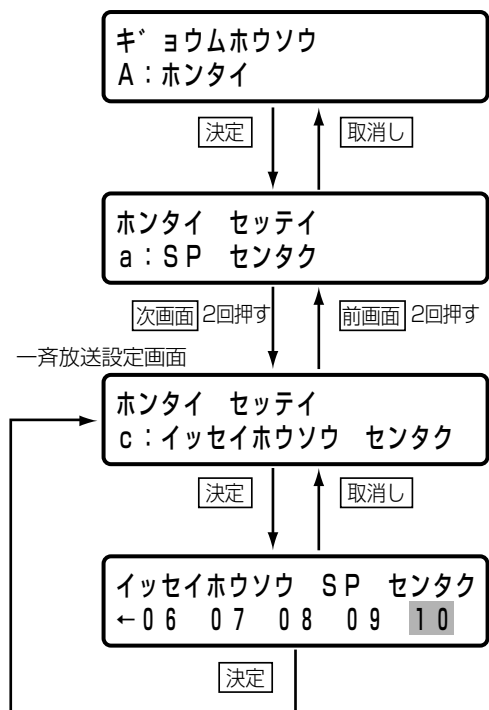 ギョウムホウソウ
A：ホンタイ
決定 取消し
ホンタイ セッテイ
a：SP センタク
次画面 2回押す 前画面 2回押す
一斉放送設定画面
ホンタイ セッテイ
c：イッセイホウソウ センタク
決定 取消し
イッセイホウソウ SP センタク
←06 07 08 09 10
決定